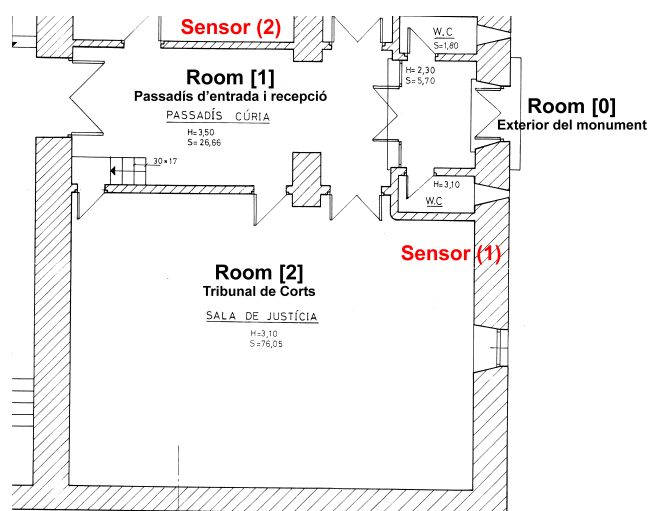 Sensor (2)
W.C
S=1,80
Room [1]
Passadís d'entrada i recepció
PASSADÍS CÚRIA
H=3,50
S= 26,66
H= 2,30
S=5,70
Room [0]
Exterior del monument
30×17
H=3,10
W.C
Sensor (1)
Room [2]
Tribunal de Corts
SALA DE JUSTÍCIA
H=3,10
S=76,05